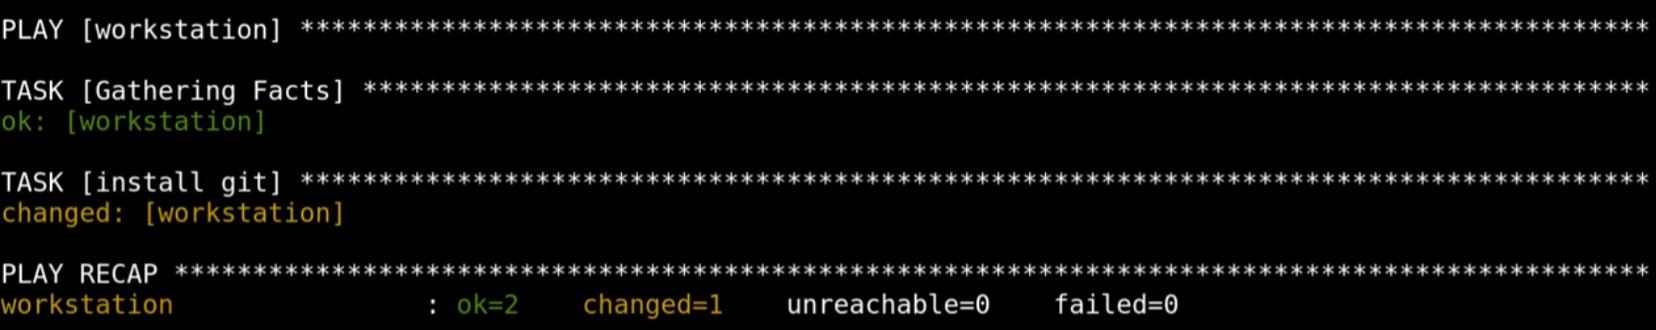 PLAY [workstation] **************************************************************************************
TASK [Gathering Facts] **********************************************************************************
ok: [workstation]
TASK [install git] **************************************************************************************
changed: [workstation]
PLAY RECAP **********************************************************************************************
workstation                : ok=2    changed=1    unreachable=0    failed=0